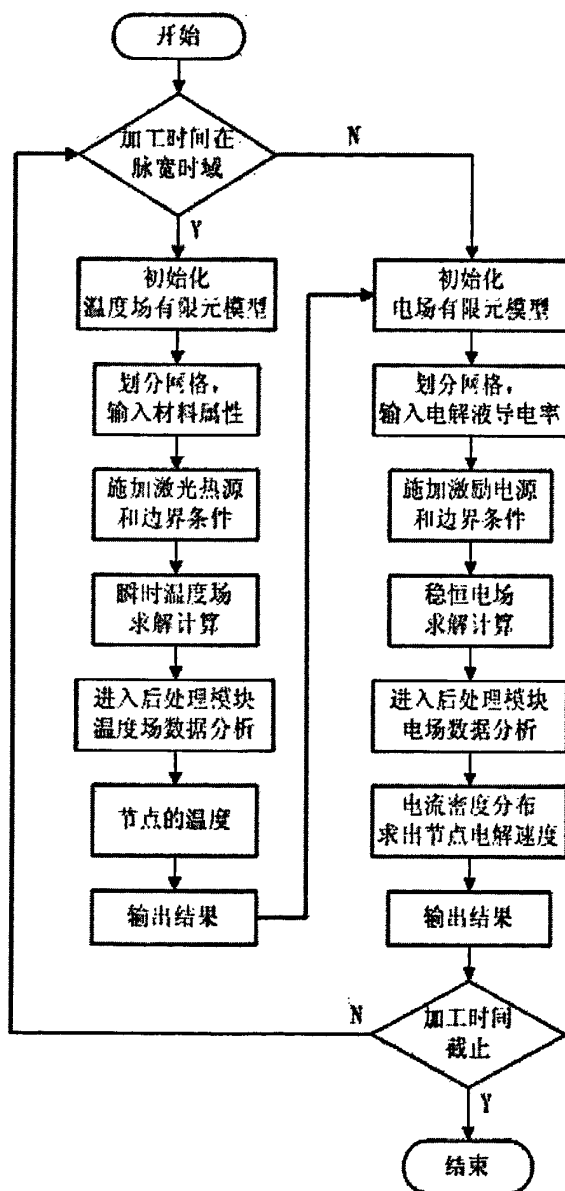 开始
加工时间在
脉宽时域
N
Y
初始化
温度场有限元模型
划分网格，
输入材料属性
施加激光热源
和边界条件
瞬时温度场
求解计算
进入后处理模块
温度场数据分析
节点的温度
输出结果
初始化
电场有限元模型
划分网格，
输入电解液导电率
施加激励电源
和边界条件
稳恒电场
求解计算
进入后处理模块
电场数据分析
电流密度分布
求出节点电解速度
输出结果
N
加工时间
截止
Y
结束